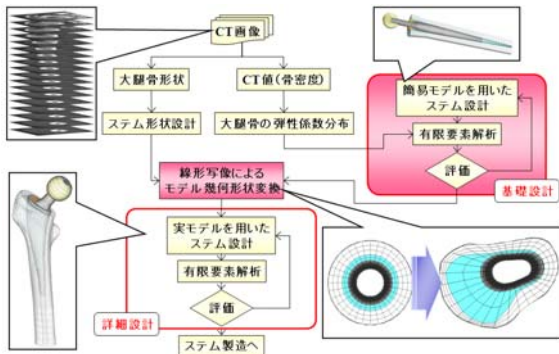 CT画像
大腿骨形状
CT値(骨密度)
ステム形状設計
大腿骨の弾性係数分布
簡易モデルを用いた
ステム設計
有限要素解析
評価
基礎設計
線形写像による
モデル幾何形状変換
実モデルを用いた
ステム設計
有限要素解析
評価
詳細設計
ステム製造へ